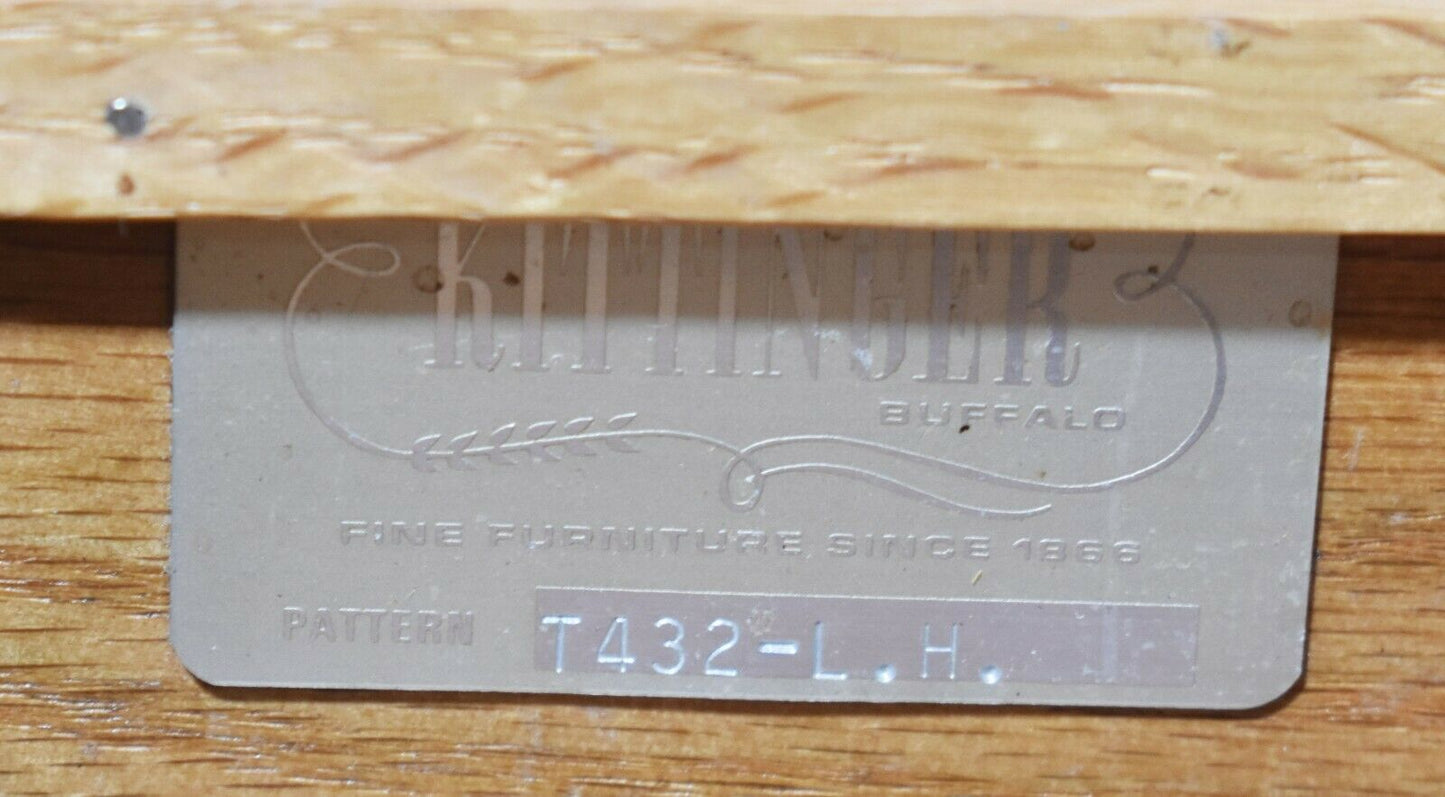 KITTINGER
BUFFALO
FINE FURNITURE SINCE 1866
PATTERN T432-L.H.